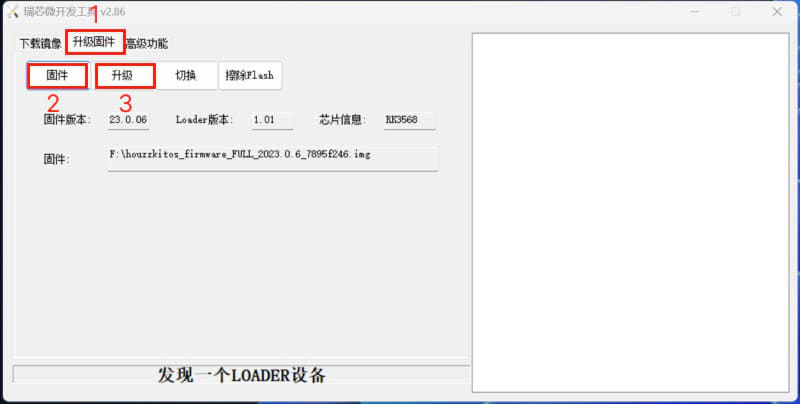 瑞芯微开发工具 v2.86
1
下载镜像 升级固件 高级功能
固件 升级 切换 擦除Flash
2 3
固件版本: 23.0.06 Loader版本: 1.01 芯片信息: RK3568
固件: F:\houzzkitos_firmware_FULL_2023.0.6_7895f246.img
发现一个LOADER设备